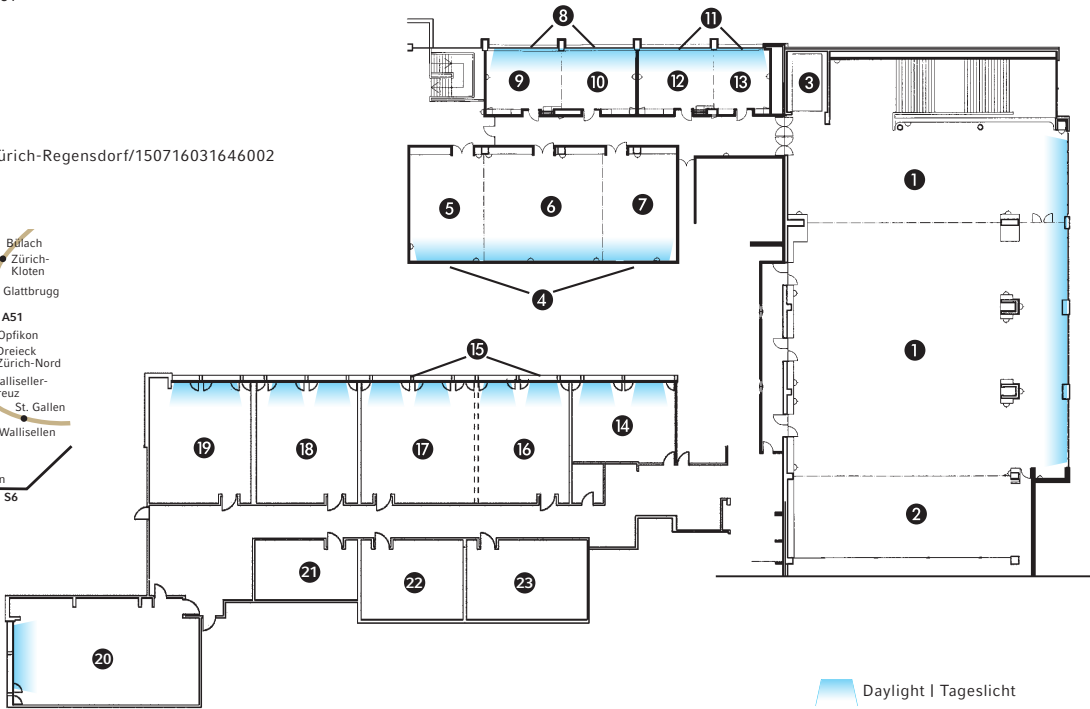 ürich-Regensdorf/150716031646002
Bülach
Zürich-
Kloten
Glattbrugg
A51
Opfikon
Dreieck
Zürich-Nord
alliseller-
reuz
St. Gallen
Wallisellen
n
S6
8
11
9
10
12
13
3
1
5
6
7
4
1
15
19
18
17
16
14
2
21
22
23
20
Daylight | Tageslicht